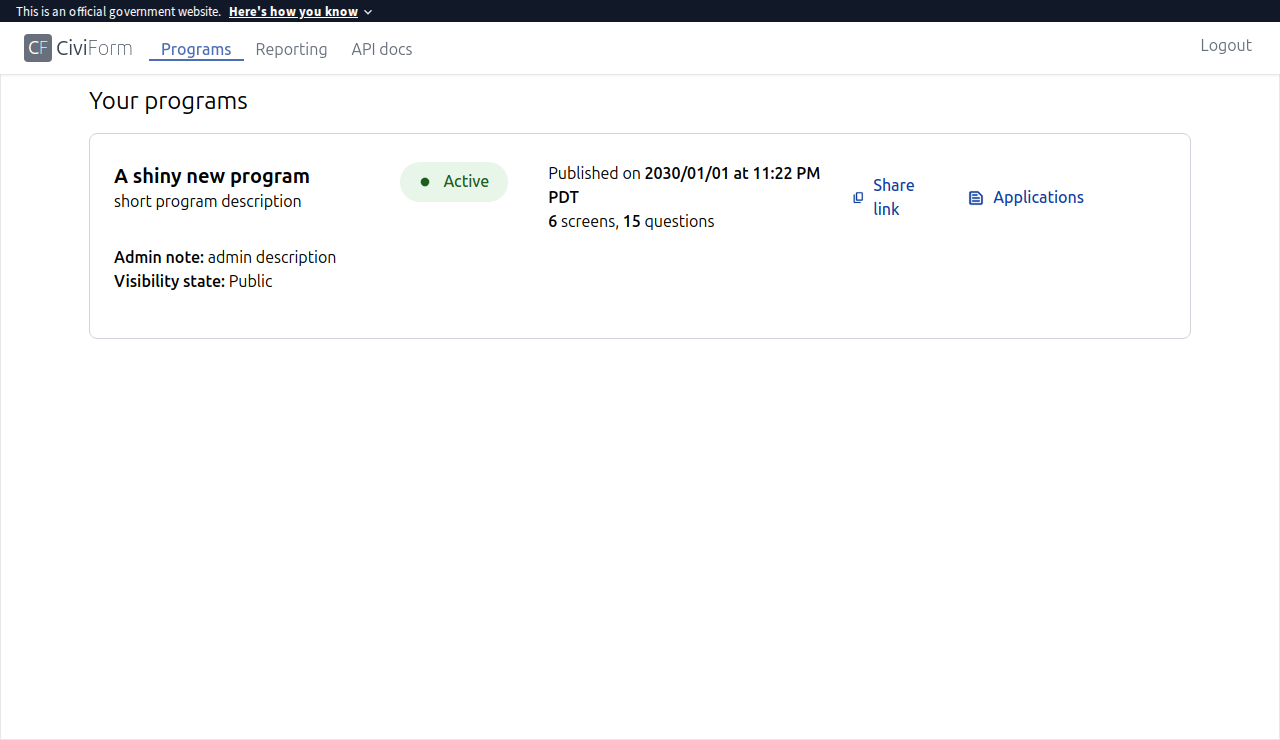 This is an official government website. Here's how you know
CF CiviForm Programs Reporting API docs Logout
Your programs
A shiny new program
short program description
Admin note: admin description
Visibility state: Public
Active
Published on 2030/01/01 at 11:22 PM
PDT
6 screens, 15 questions
Share
link
Applications